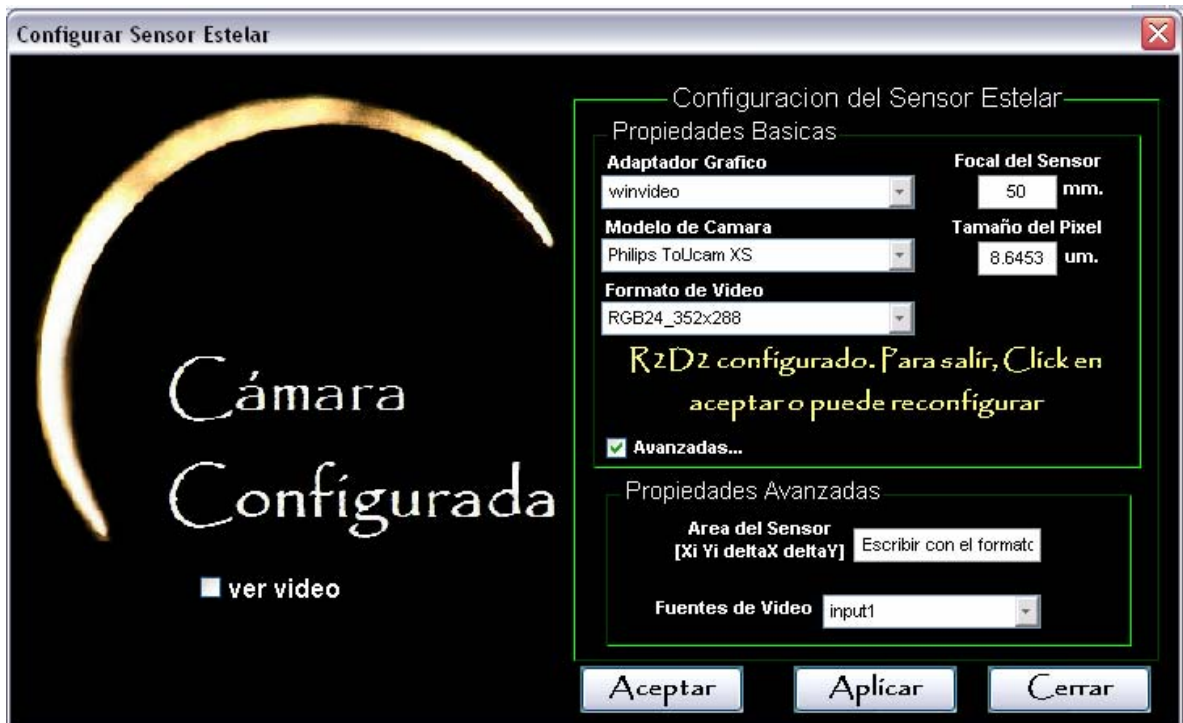 Configurar Sensor Estelar
Cámara
Configurada
ver video
Configuracion del Sensor Estelar
Propiedades Basicas
Adaptador Grafico
winvideo
Focal del Sensor
50 mm.
Modelo de Camara
Philips ToUcam XS
Tamaño del Pixel
8.6453 um.
Formato de Video
RGB24_352x288
R2D2 configurado. Para salir, Click en
aceptar o puede reconfigurar
Avanzadas...
Propiedades Avanzadas
Area del Sensor
[Xi Yi deltaX deltaY]
Escribir con el formato
Fuentes de Video
input1
Aceptar
Aplicar
Cerrar